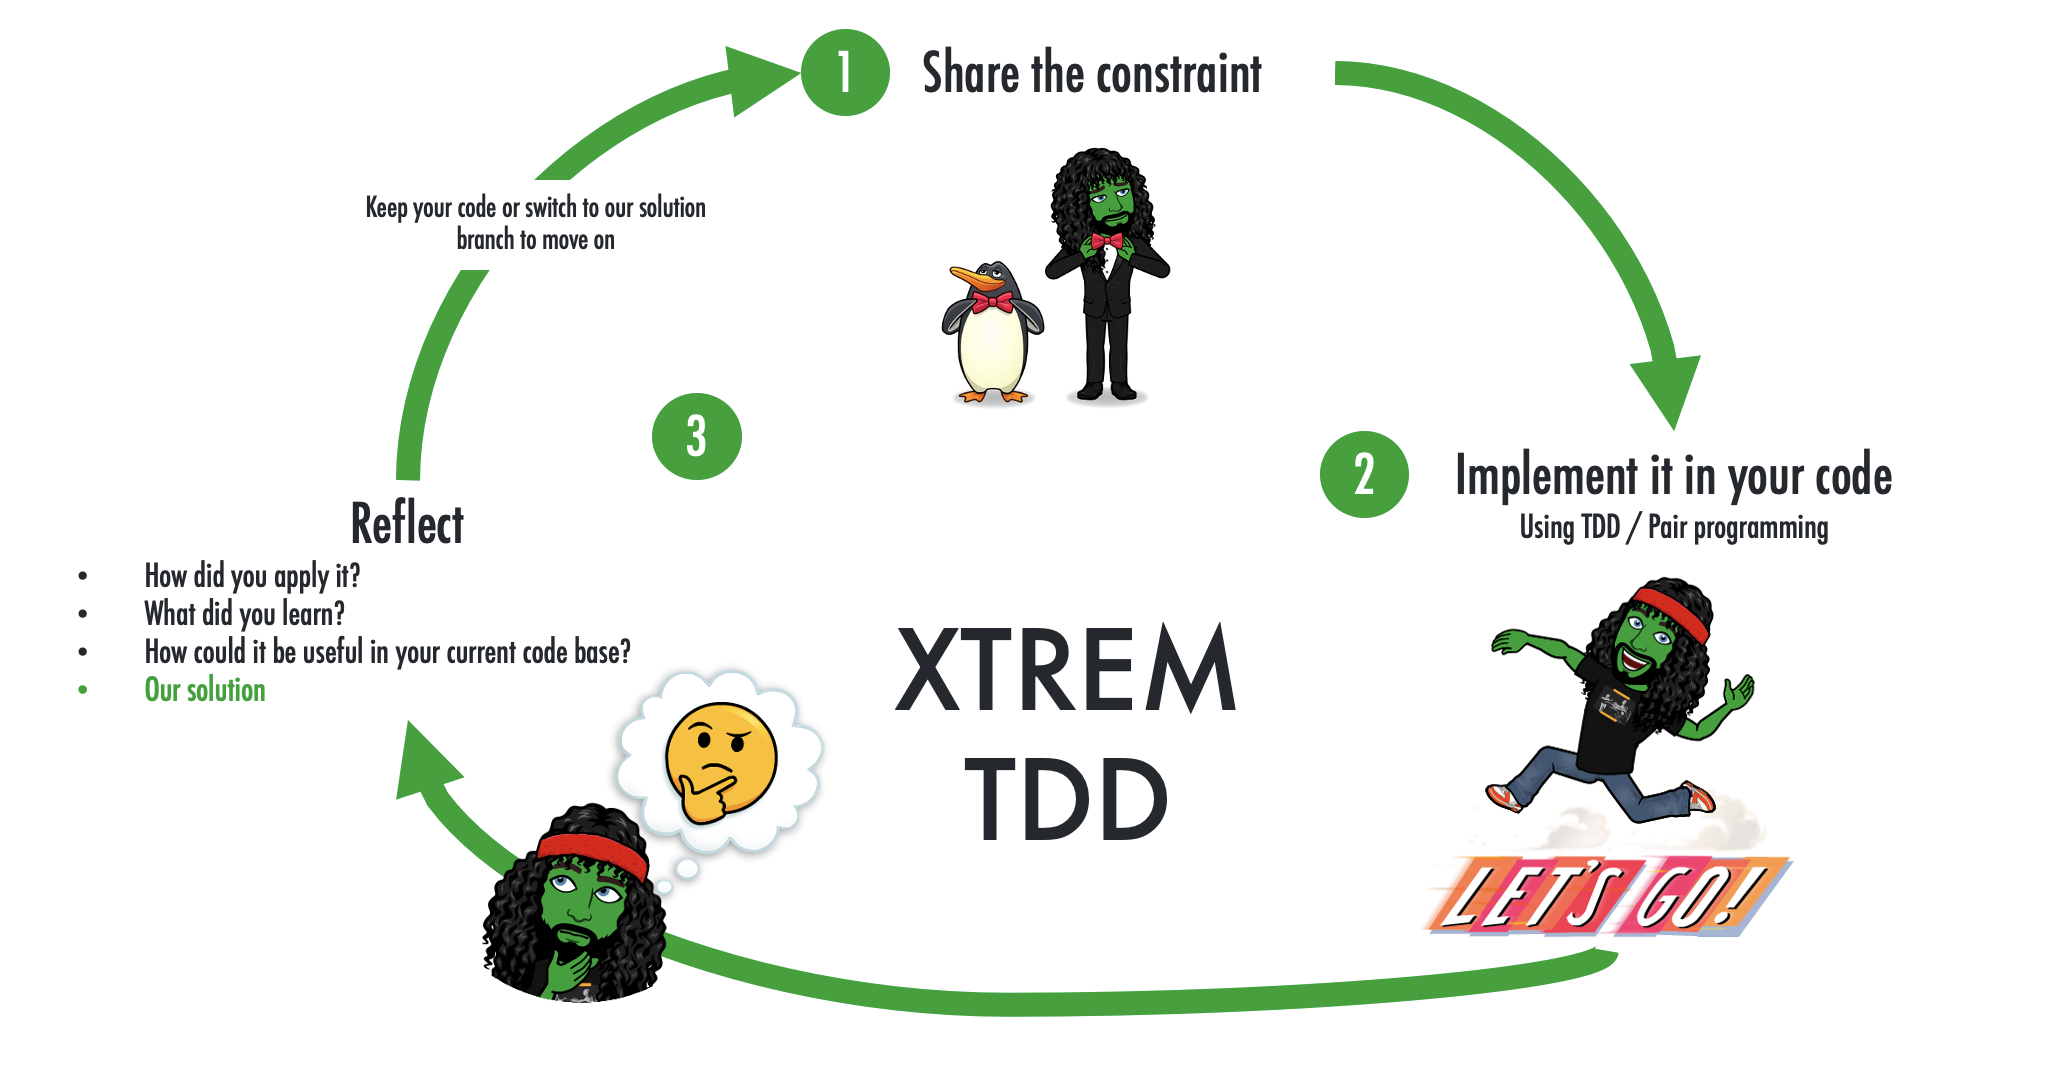 1 Share the constraint
Keep your code or switch to our solution
branch to move on
3
2 Implement it in your code
Using TDD / Pair programming
Reflect
• How did you apply it?
• What did you learn?
• How could it be useful in your current code base?
• Our solution
XTREM
TDD
LET'S GO!